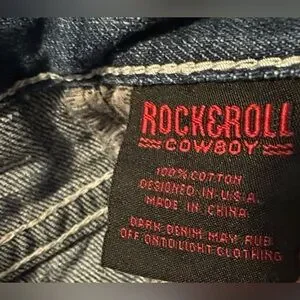 ROCK&ROLL
COWBOY
100% COTTON
DESIGNED IN U.S.A.
MADE IN CHINA
DARK DENIM MAY RUB
OFF ONTO LIGHT CLOTHING